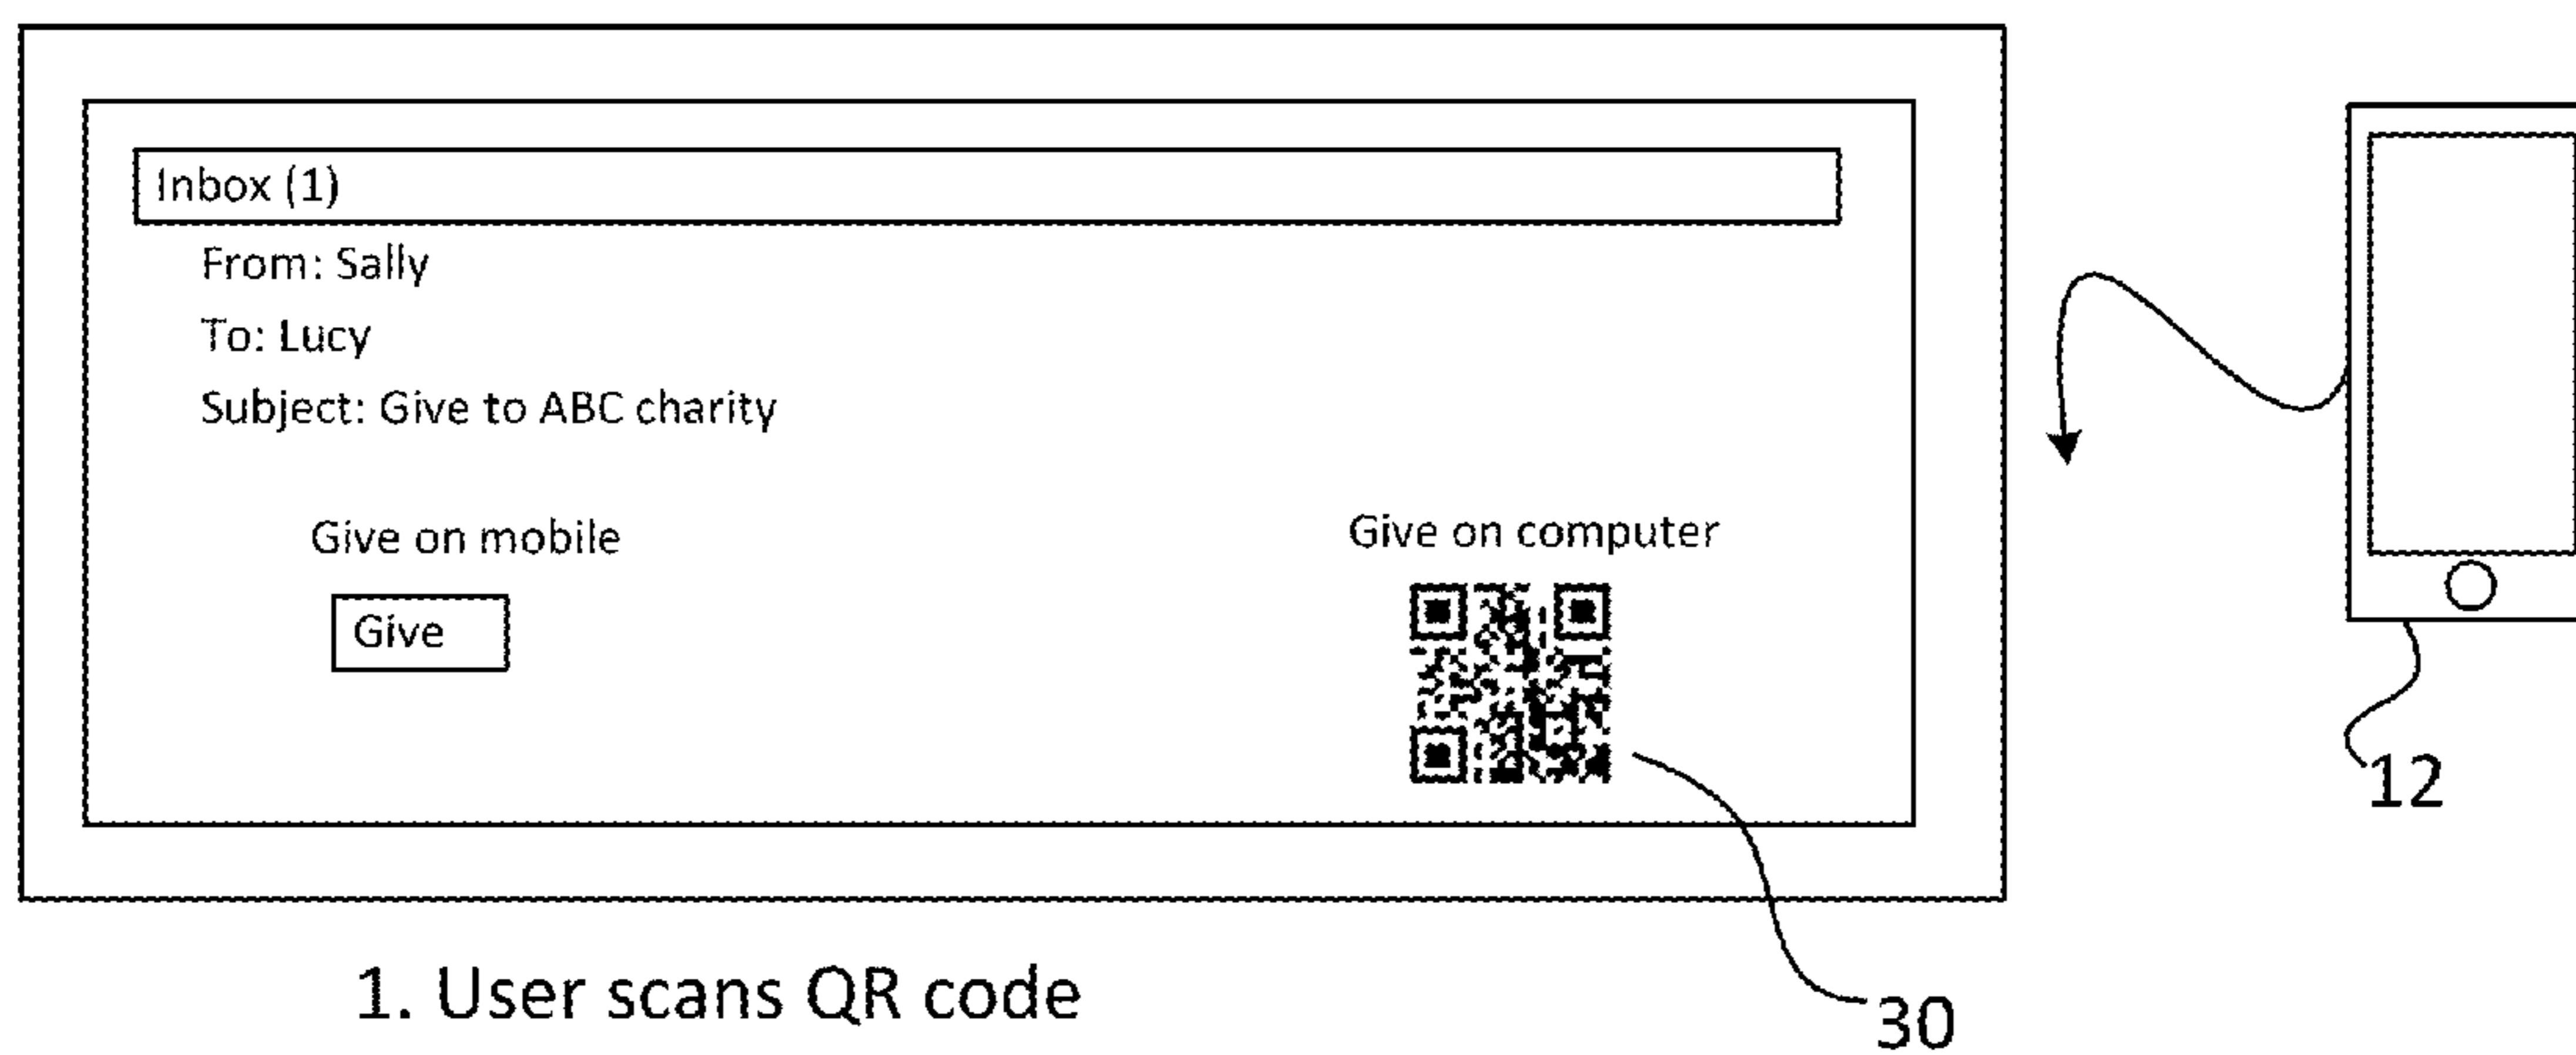 Inbox (1)
From: Sally
To: Lucy
Subject: Give to ABC charity
Give on mobile
Give on computer
Give
12
1. User scans QR code
30